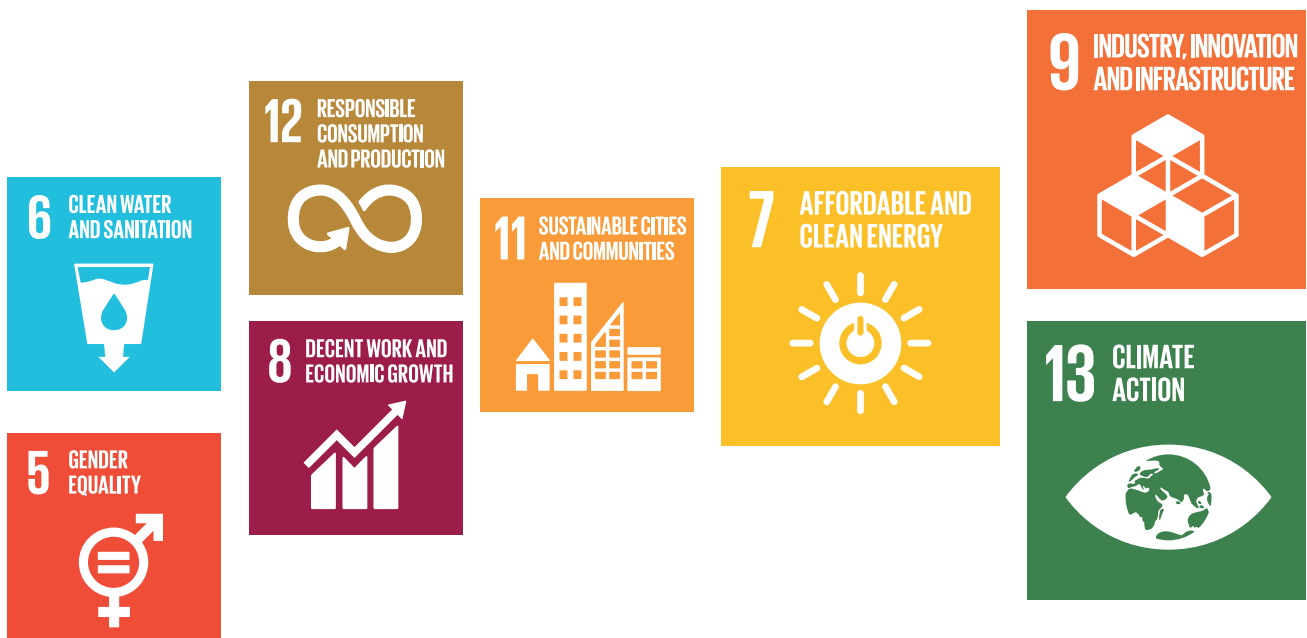 6 CLEAN WATER
AND SANITATION
5 GENDER
EQUALITY
12 RESPONSIBLE
CONSUMPTION
AND PRODUCTION
8 DECENT WORK AND
ECONOMIC GROWTH
11 SUSTAINABLE CITIES
AND COMMUNITIES
7 AFFORDABLE AND
CLEAN ENERGY
9 INDUSTRY, INNOVATION
AND INFRASTRUCTURE
13 CLIMATE
ACTION